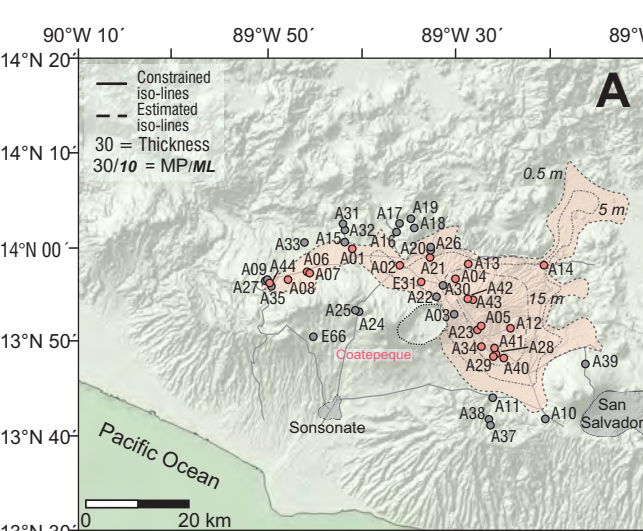 90°W 10′ 89°W 50′ 89°W 30′ 89°W
14°N 20′
A
Constrained
iso-lines
Estimated
iso-lines
30 = Thickness
30/10 = MP/ML
14°N 10′
0.5 m
5 m
A31 A17 A19
A32 A18
A33 A15 A16
14°N 00′
A01 A20 A26
A09 A44 A06 A02 A21 A13 A14
A07 A04
A27 A08 E31 A30 A42
A35 A22 A43 15 m
A25 A03 A05
A24 A23 A12
E66 A34 A41 A28
13°N 50′
Coatepeque
A29 A40 A39
A11
A38 A10
San
Salvador
A37
13°N 40′
Sonsonate
Pacific Ocean
0 20 km
13°N 30′